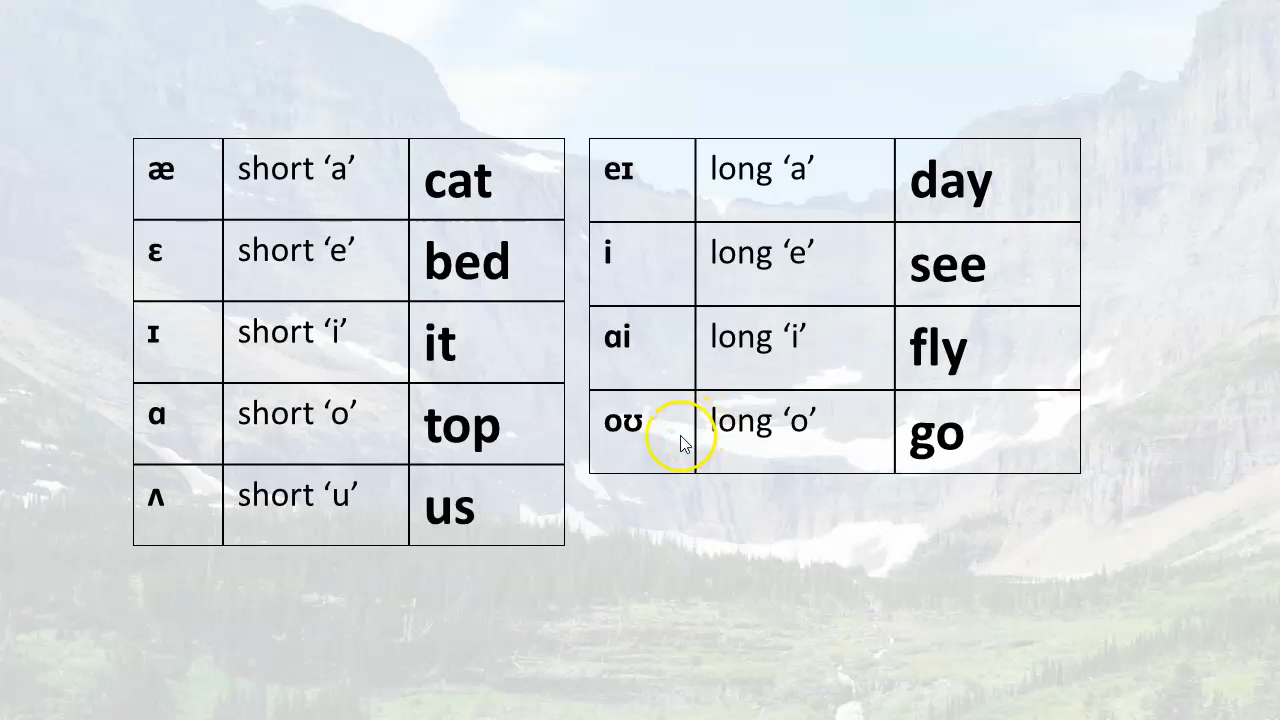 æ short ‘a’ cat
ɛ short ‘e’ bed
ɪ short ‘i’ it
ɑ short ‘o’ top
ʌ short ‘u’ us
eɪ long ‘a’ day
i long ‘e’ see
ɑi long ‘i’ fly
oʊ long ‘o’ go